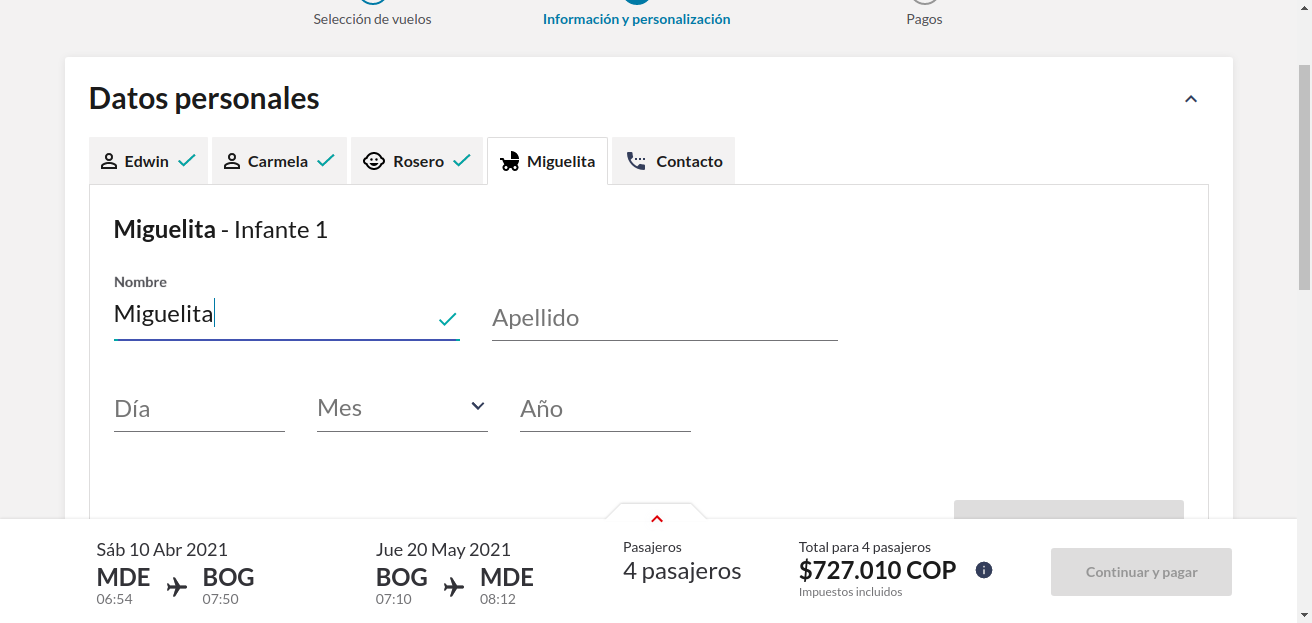 Selección de vuelos
Información y personalización
Pagos
Datos personales
Edwin
Carmela
Rosero
Miguelita
Contacto
Miguelita - Infante 1
Nombre
Miguelita
Apellido
Día
Mes
Año
Sáb 10 Abr 2021
MDE
BOG
06:54
07:50
Jue 20 May 2021
BOG
MDE
07:10
08:12
Pasajeros
4 pasajeros
Total para 4 pasajeros
$727.010 COP
Impuestos incluidos
Continuar y pagar